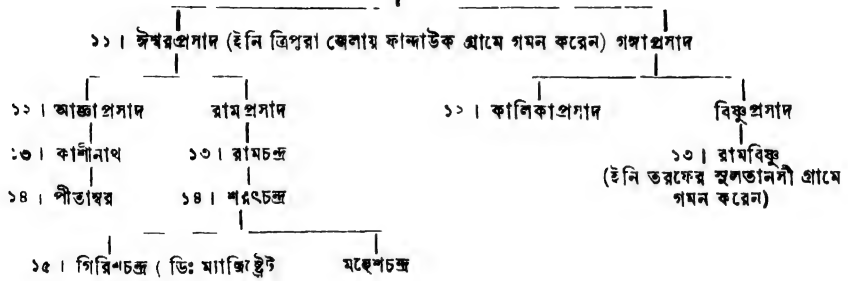 ১১। ঈশ্বরপ্রসাদ (ইনি ত্রিপুরা জেলায় ফান্দাউক গ্রামে গমন করেন) গঙ্গাপ্রসাদ
১২। আজ্ঞাপ্রসাদ রামপ্রসাদ ১২। কালিকাপ্রসাদ বিষ্ণুপ্রসাদ
১৩। কাশীনাথ ১৩। রামচন্দ্র ১৩। রামবিষ্ণু
(ইনি তরফের সুলতানসী গ্রামে
১৪। পীতাম্বর ১৪। শরৎচন্দ্র গমন করেন)
১৫। গিরিশচন্দ্র ( ডিঃ ম্যাজিষ্ট্রেট মহেশচন্দ্র